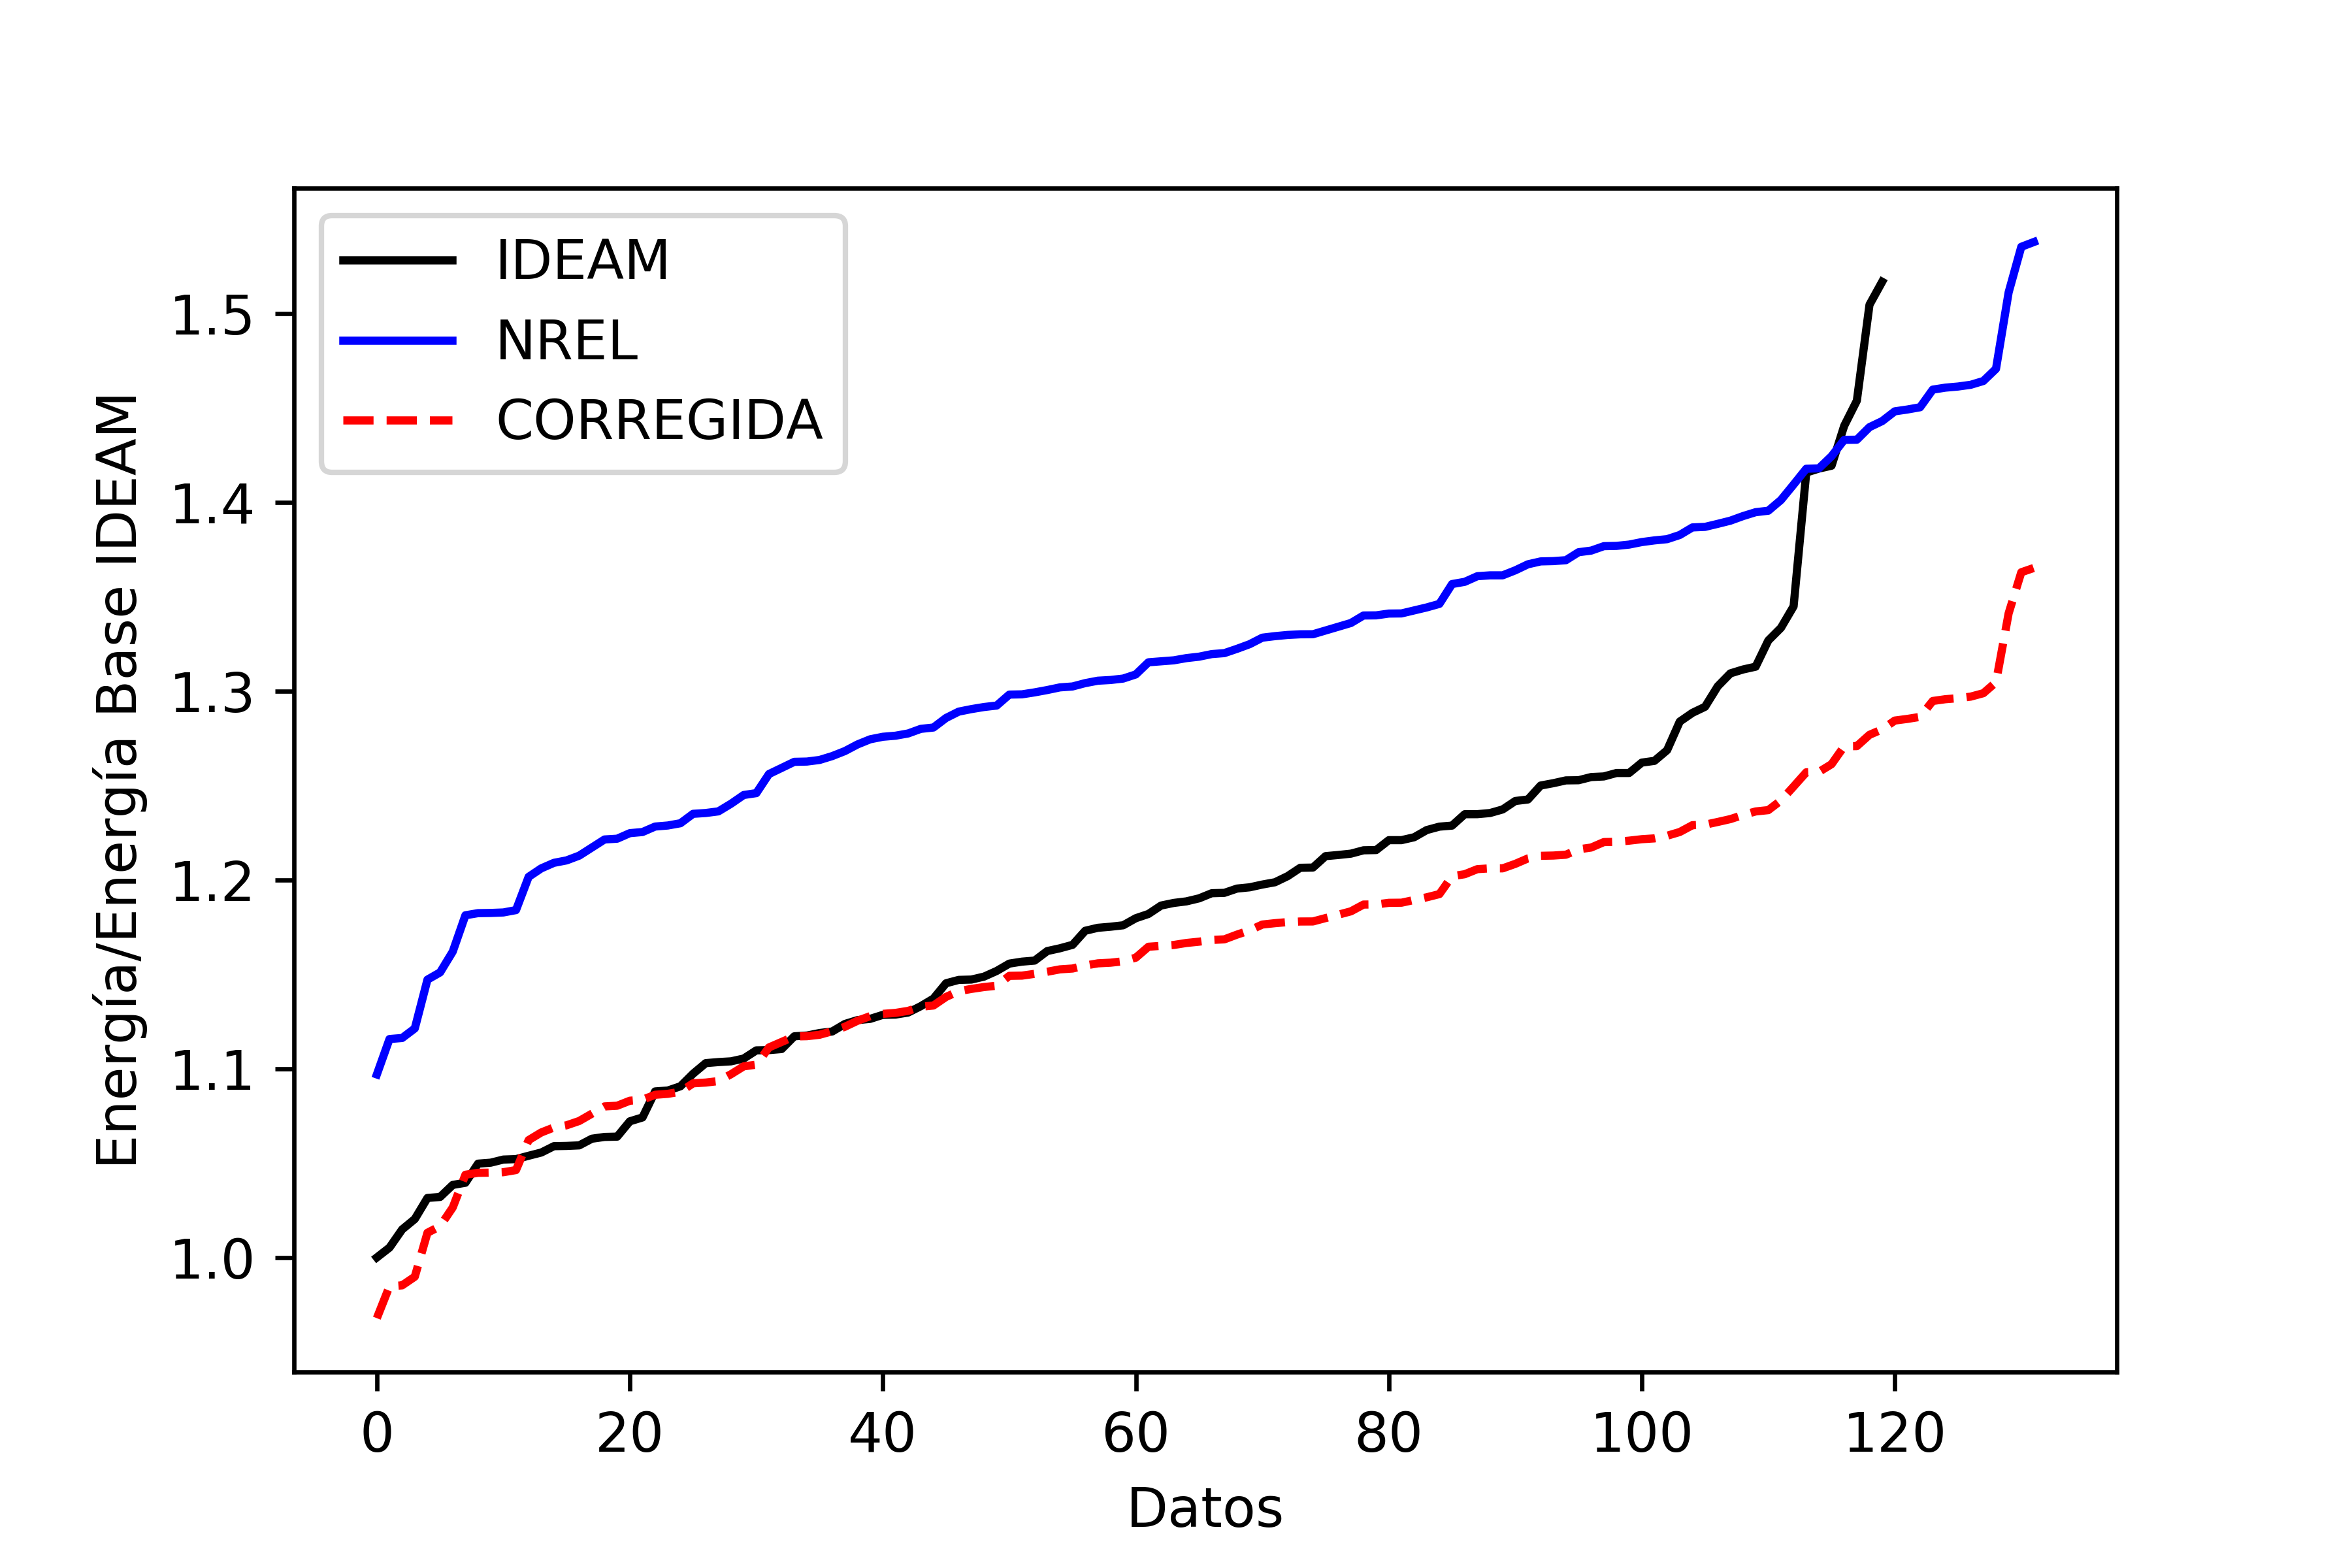 IDEAM
NREL
CORREGIDA
Energía/Energía Base IDEAM
1.5
1.4
1.3
1.2
1.1
1.0
0 20 40 60 80 100 120
Datos